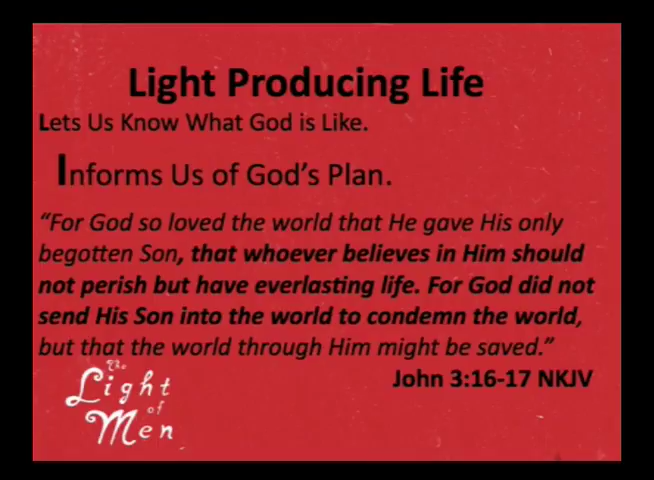 Light Producing Life
Lets Us Know What God is Like.
Informs Us of God's Plan.
"For God so loved the world that He gave His only
begotten Son, that whoever believes in Him should
not perish but have everlasting life. For God did not
send His Son into the world to condemn the world,
but that the world through Him might be saved."
John 3:16-17 NKJV
The
Light
of
Men